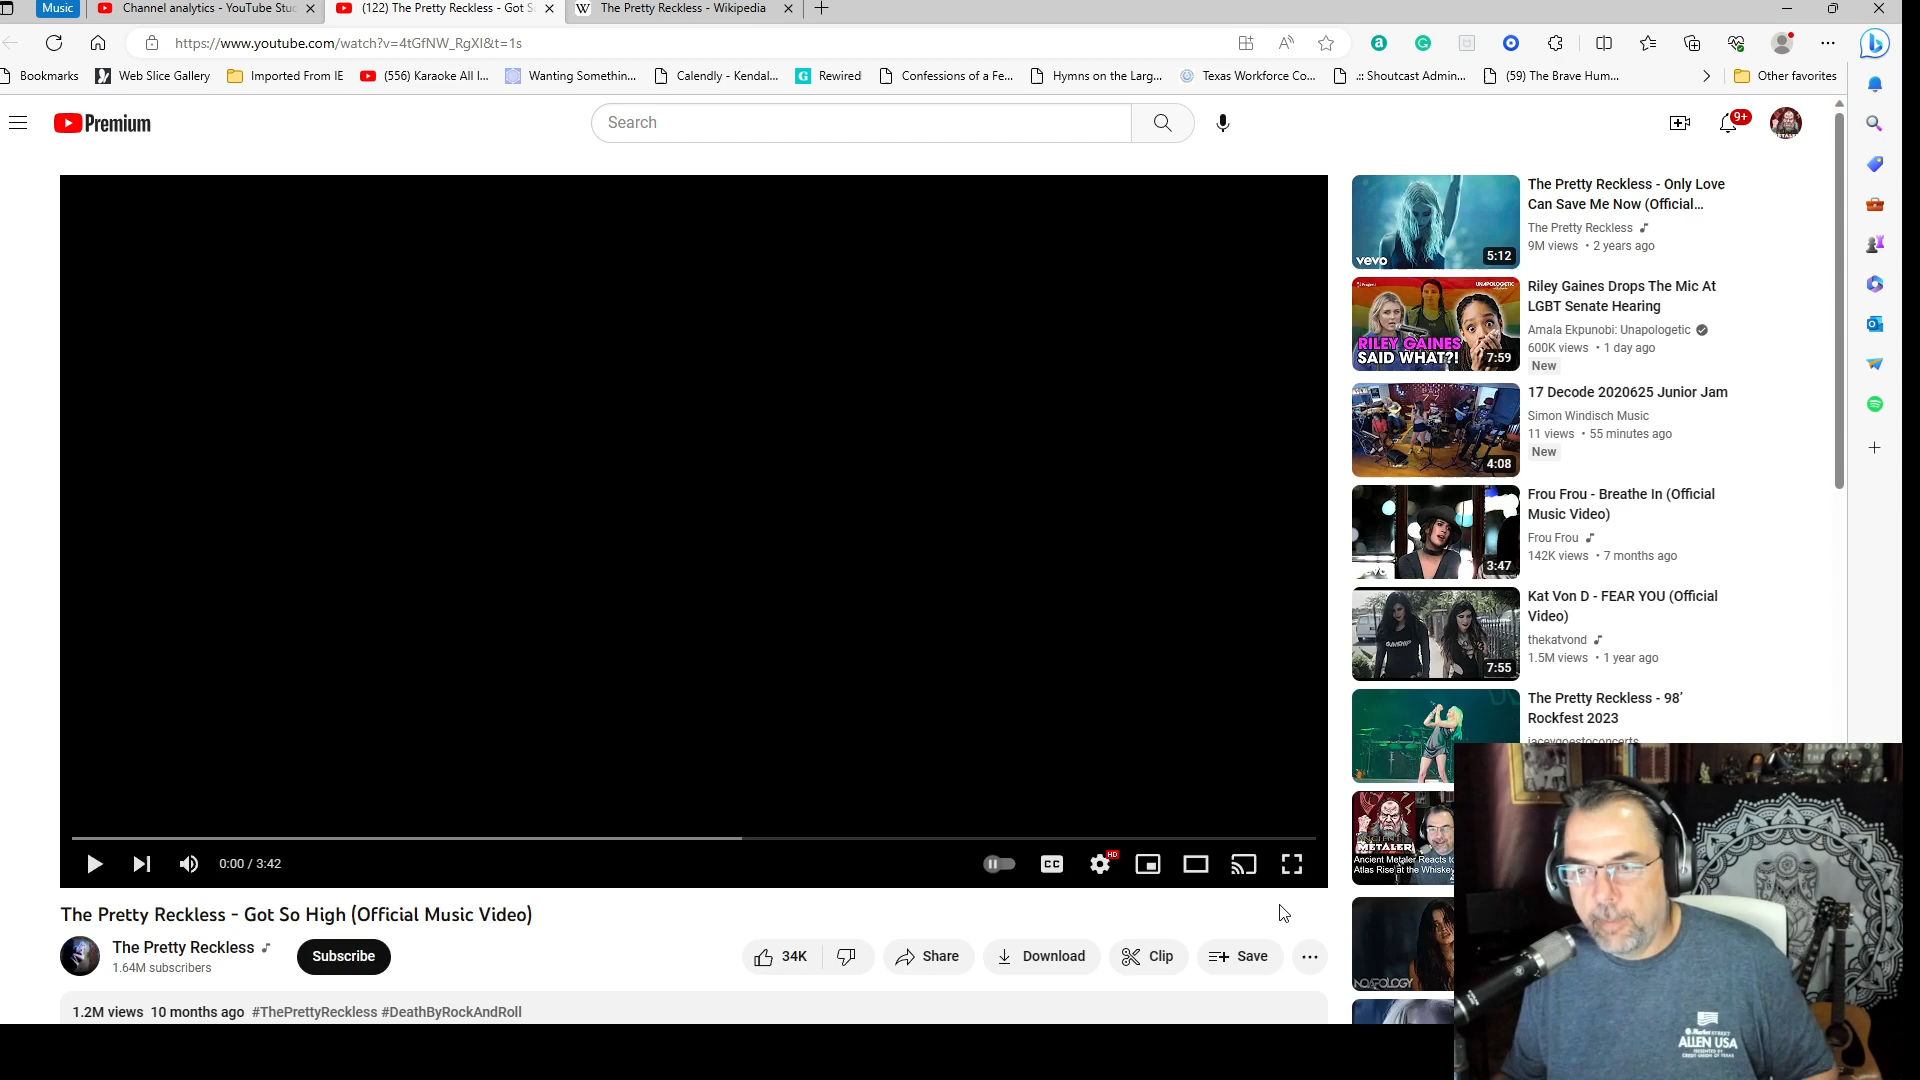 Music
Channel analytics - YouTube Stu
(122) The Pretty Reckless - Got S
W The Pretty Reckless - Wikipedia
https://www.youtube.com/watch?v=4tGfNW_RgXI&t=1s
Bookmarks
Web Slice Gallery
Imported From IE
(556) Karaoke All I...
Wanting Somethin...
Calendly - Kendal...
Rewired
Confessions of a Fe...
Hymns on the Larg...
Texas Workforce Co...
.:: Shoutcast Admin...
(59) The Brave Hum...
Other favorites
Premium
Search
9+
The Pretty Reckless - Only Love
Can Save Me Now (Official...
The Pretty Reckless
9M views • 2 years ago
vevo
5:12
Riley Gaines Drops The Mic At
LGBT Senate Hearing
Amala Ekpunobi: Unapologetic
600K views • 1 day ago
New
UNAPOLOGETIC
RILEY GAINES
SAID WHAT?!
7:59
17 Decode 2020625 Junior Jam
Simon Windisch Music
11 views • 55 minutes ago
New
4:08
Frou Frou - Breathe In (Official
Music Video)
Frou Frou
142K views • 7 months ago
3:47
Kat Von D - FEAR YOU (Official
Video)
thekatvond
1.5M views • 1 year ago
7:55
The Pretty Reckless - 98’
Rockfest 2023
jaceygoestoconcerts
METALER
Ancient Metaler Reacts to
Atlas Rise at the Whiskey
NOAPOLOGY
0:00 / 3:42
CC
HD
The Pretty Reckless - Got So High (Official Music Video)
The Pretty Reckless
1.64M subscribers
Subscribe
34K
Share
Download
Clip
Save
1.2M views 10 months ago #ThePrettyReckless #DeathByRockAndRoll
ALLEN USA